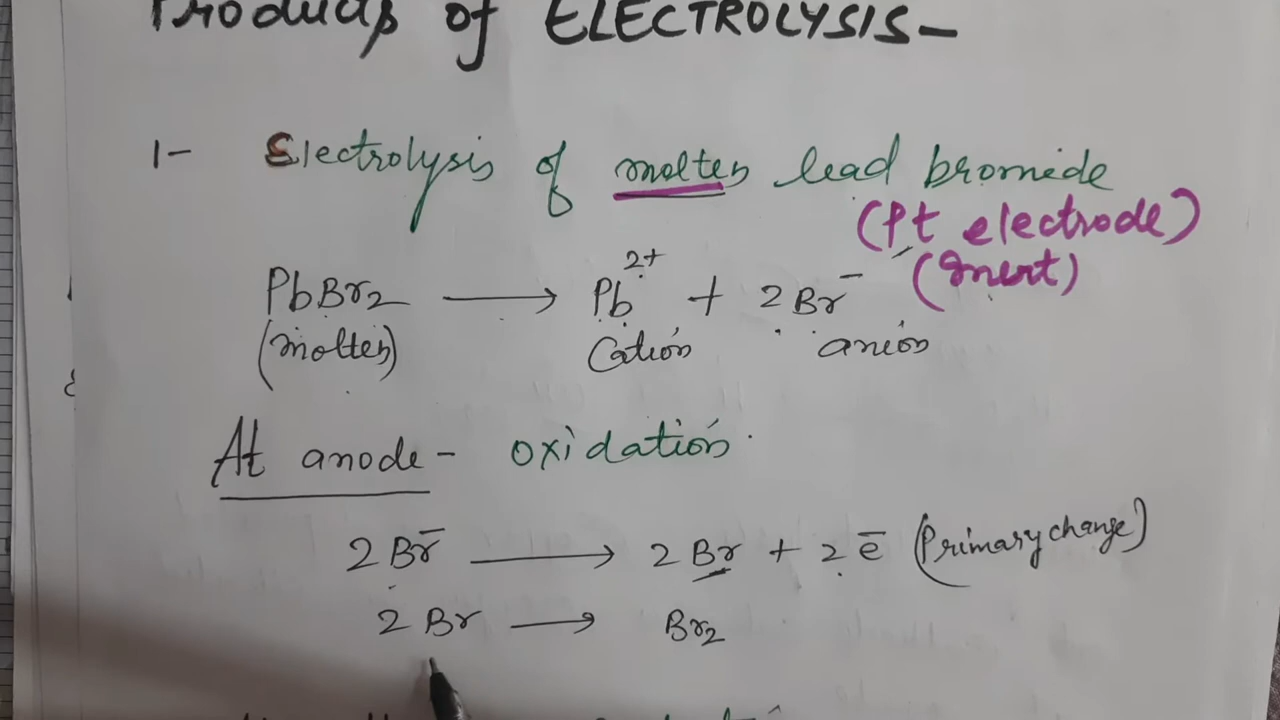 Products of ELECTROLYSIS-
1- Electrolysis of molten lead bromide
(Pt electrode)
(Inert)
PbBr2 ⟶ Pb²⁺ + 2Br⁻
(molten) Cation anion
At anode - oxidation
2Br⁻ ⟶ 2Br + 2e⁻ (Primary change)
2Br ⟶ Br2